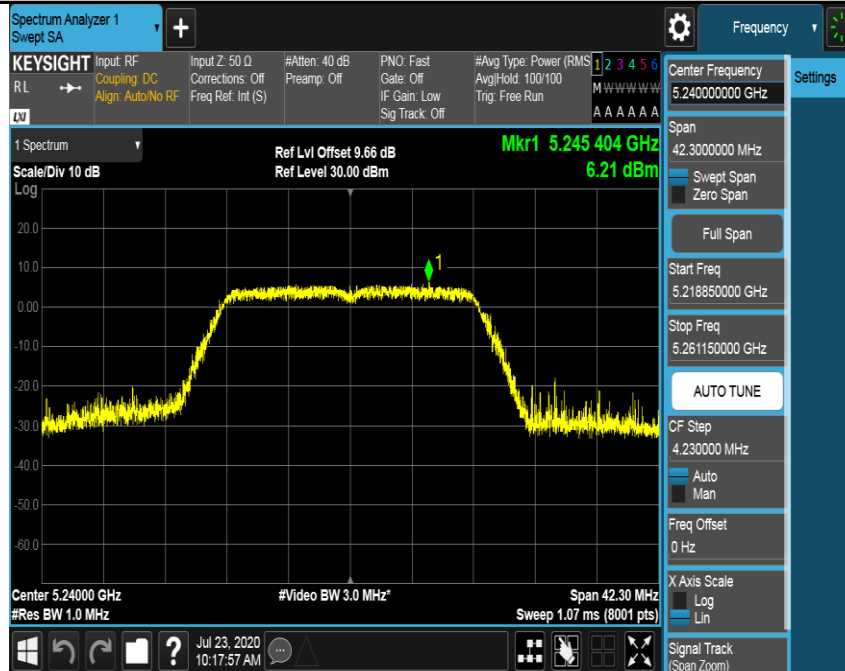 Spectrum Analyzer 1
Swept SA
+
Frequency
KEYSIGHT
RL
LXI
Input: RF
Coupling: DC
Align: Auto/No RF
Input Z: 50 Ω
Corrections: Off
Freq Ref: Int (S)
#Atten: 40 dB
Preamp: Off
PNO: Fast
Gate: Off
IF Gain: Low
Sig Track: Off
#Avg Type: Power (RMS
Avg|Hold: 100/100
Trig: Free Run
1 2 3 4 5 6
M W W W W W
A A A A A A
Center Frequency
5.240000000 GHz
Settings
Span
42.3000000 MHz
Swept Span
Zero Span
Full Span
Start Freq
5.218850000 GHz
Stop Freq
5.261150000 GHz
AUTO TUNE
CF Step
4.230000 MHz
Auto
Man
Freq Offset
0 Hz
X Axis Scale
Log
Lin
Signal Track
(Span Zoom)
1 Spectrum
Scale/Div 10 dB
Log
Ref Lvl Offset 9.66 dB
Ref Level 30.00 dBm
Mkr1 5.245 404 GHz
6.21 dBm
1
20.0
10.0
0.00
-10.0
-20.0
-30.0
-40.0
-50.0
-60.0
Center 5.24000 GHz
#Res BW 1.0 MHz
#Video BW 3.0 MHz*
Span 42.30 MHz
Sweep 1.07 ms (8001 pts)
?
Jul 23, 2020
10:17:57 AM